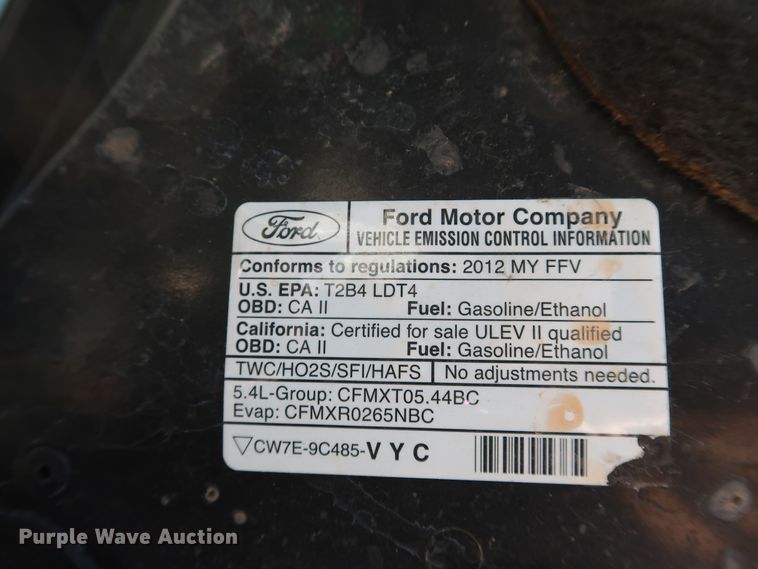 Ford
Ford Motor Company
VEHICLE EMISSION CONTROL INFORMATION
Conforms to regulations: 2012 MY FFV
U.S. EPA: T2B4 LDT4
OBD: CA II Fuel: Gasoline/Ethanol
California: Certified for sale ULEV II qualified
OBD: CA II Fuel: Gasoline/Ethanol
TWC/HO2S/SFI/HAFS No adjustments needed.
5.4L-Group: CFMXT05.44BC
Evap: CFMXR0265NBC
CW7E-9C485-VYC
Purple Wave Auction